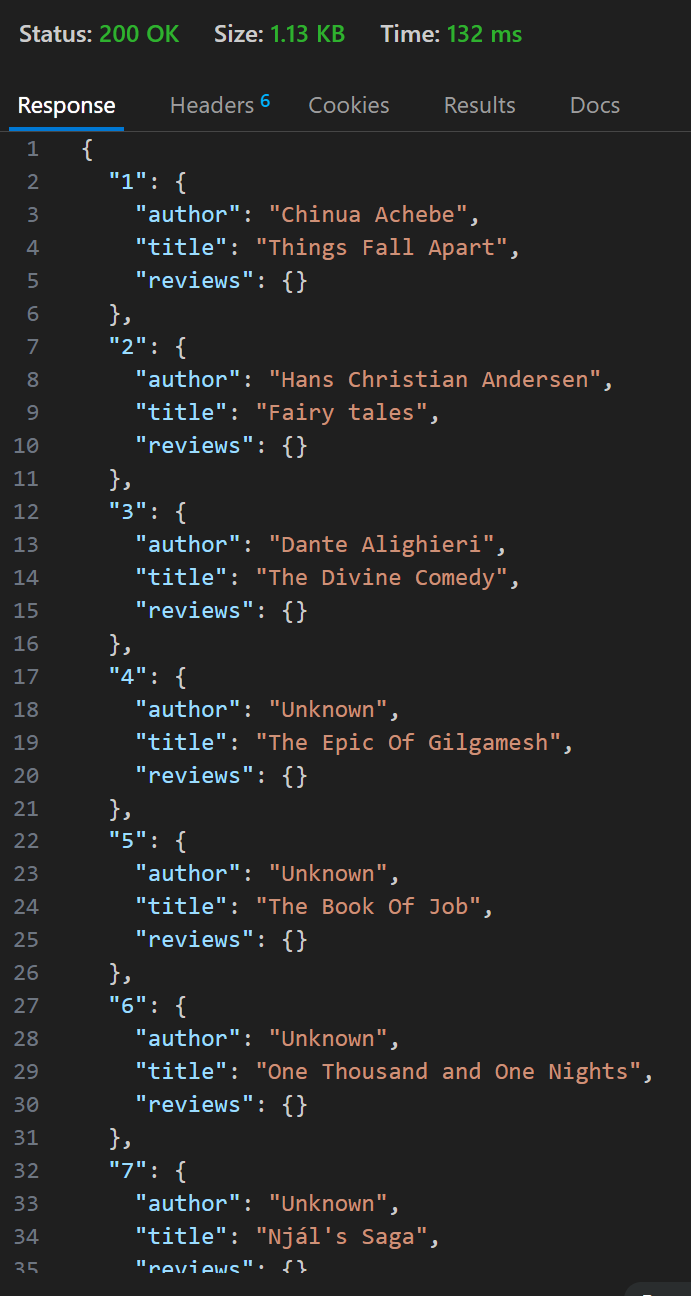 Status: 200 OK Size: 1.13 KB Time: 132 ms
Response Headers 6 Cookies Results Docs
1 {
2 "1": {
3 "author": "Chinua Achebe",
4 "title": "Things Fall Apart",
5 "reviews": {}
6 },
7 "2": {
8 "author": "Hans Christian Andersen",
9 "title": "Fairy tales",
10 "reviews": {}
11 },
12 "3": {
13 "author": "Dante Alighieri",
14 "title": "The Divine Comedy",
15 "reviews": {}
16 },
17 "4": {
18 "author": "Unknown",
19 "title": "The Epic Of Gilgamesh",
20 "reviews": {}
21 },
22 "5": {
23 "author": "Unknown",
24 "title": "The Book Of Job",
25 "reviews": {}
26 },
27 "6": {
28 "author": "Unknown",
29 "title": "One Thousand and One Nights",
30 "reviews": {}
31 },
32 "7": {
33 "author": "Unknown",
34 "title": "Njál's Saga",
35 "reviews": {}